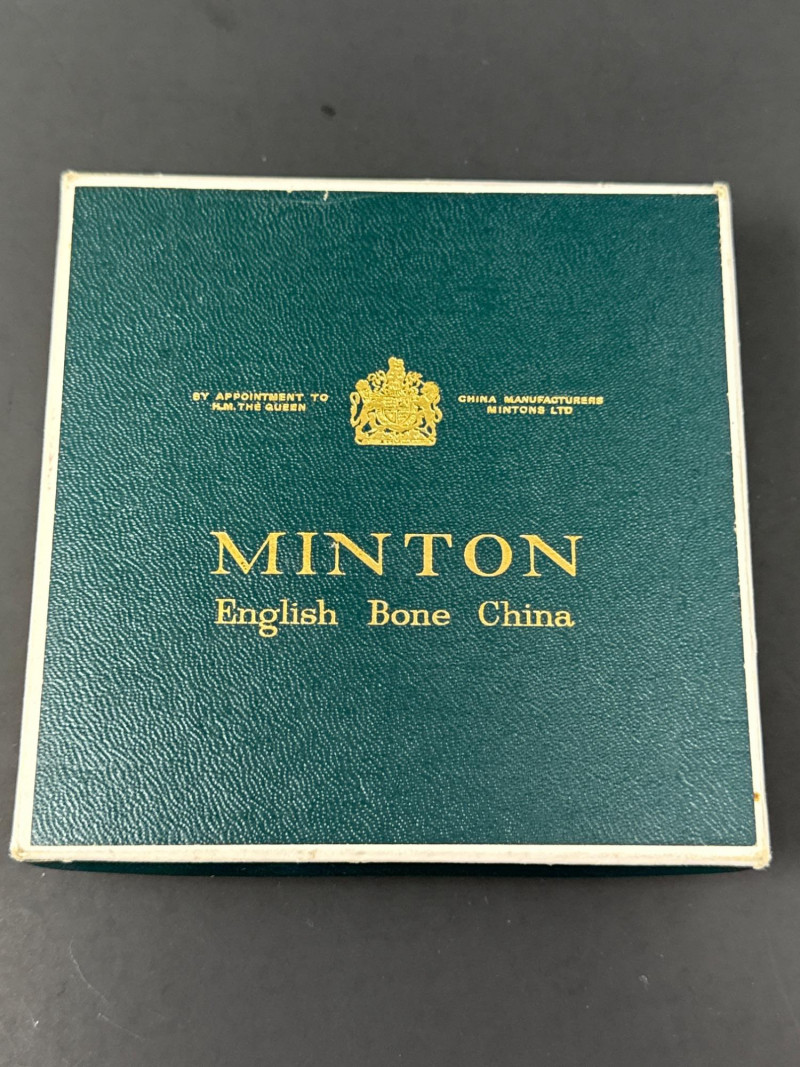 BY APPOINTMENT TO
H.M. THE QUEEN
CHINA MANUFACTURERS
MINTONS LTD
MINTON
English Bone China